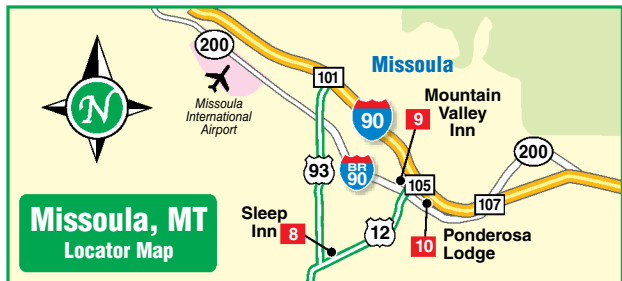 200
Missoula
International
Airport
N
101
Missoula
90
Mountain
Valley
Inn
9
93
BR
90
105
200
107
Missoula, MT
Locator Map
Sleep
Inn
8
12
10
Ponderosa
Lodge